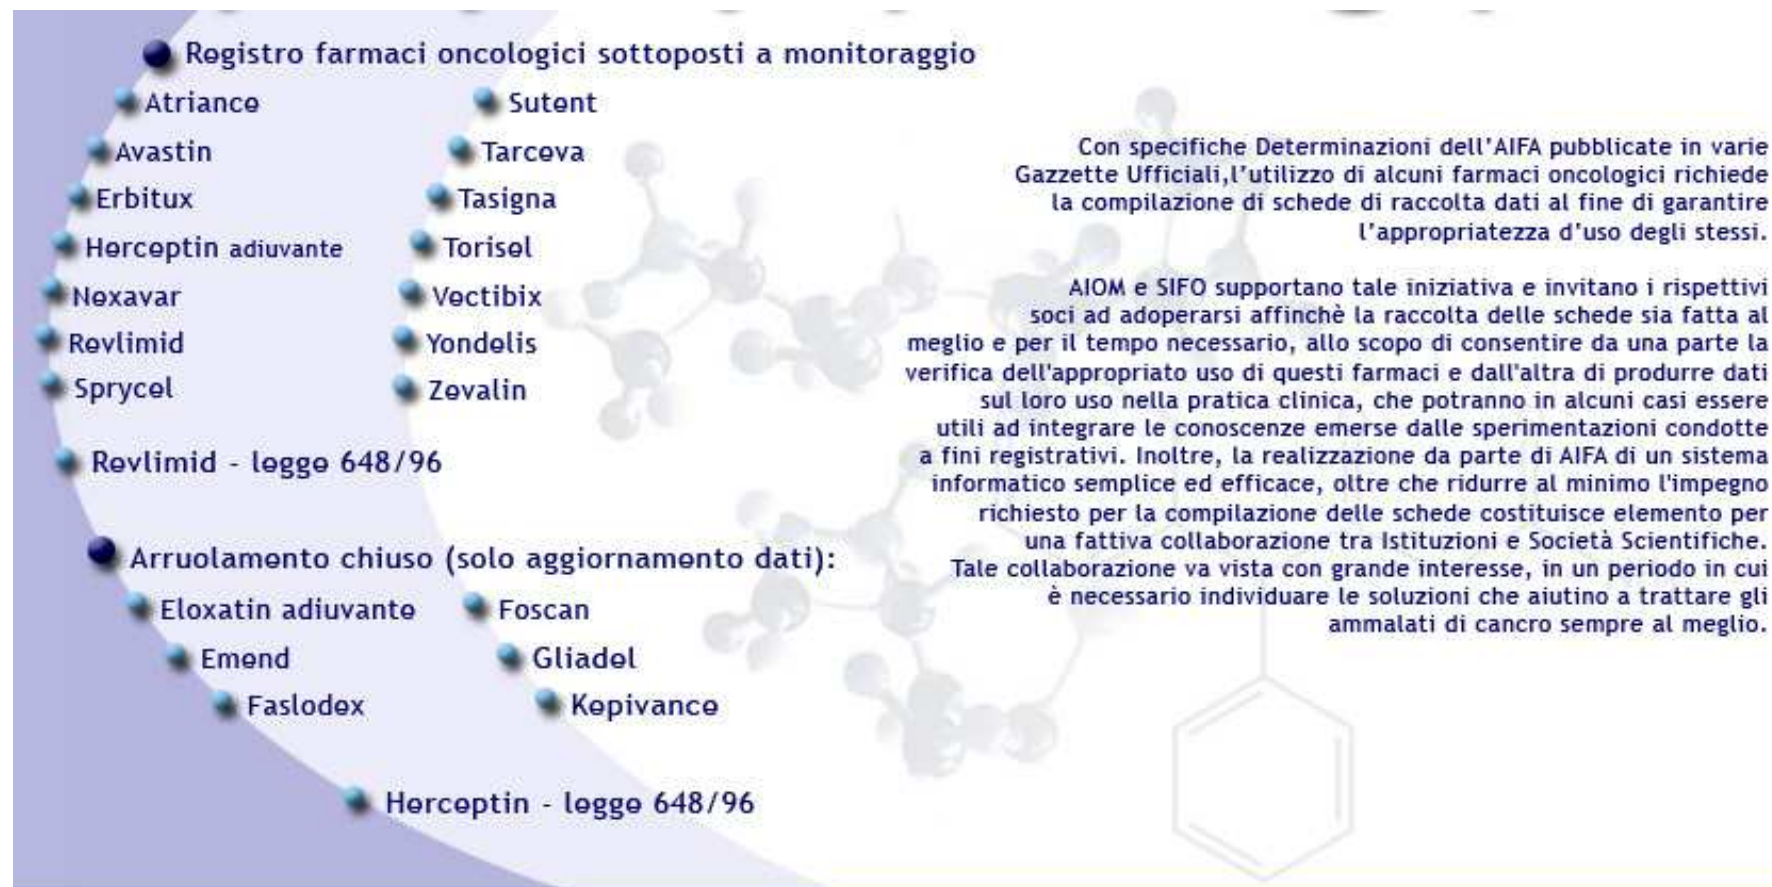 Registro farmaci oncologici sottoposti a monitoraggio
Atriance
Avastin
Erbitux
Herceptin adiuvante
Nexavar
Revlimid
Sprycel
Sutent
Tarceva
Tasigna
Torisel
Vectibix
Yondelis
Zevalin
Revlimid - legge 648/96
Arruolamento chiuso (solo aggiornamento dati):
Eloxatin adiuvante
Emend
Faslodex
Foscan
Gliadel
Kepivance
Herceptin - legge 648/96
Con specifiche Determinazioni dell'AIFA pubblicate in varie
Gazzette Ufficiali,l'utilizzo di alcuni farmaci oncologici richiede
la compilazione di schede di raccolta dati al fine di garantire
l'appropriatezza d'uso degli stessi.
AIOM e SIFO supportano tale iniziativa e invitano i rispettivi
soci ad adoperarsi affinchè la raccolta delle schede sia fatta al
meglio e per il tempo necessario, allo scopo di consentire da una parte la
verifica dell'appropriato uso di questi farmaci e dall'altra di produrre dati
sul loro uso nella pratica clinica, che potranno in alcuni casi essere
utili ad integrare le conoscenze emerse dalle sperimentazioni condotte
a fini registrativi. Inoltre, la realizzazione da parte di AIFA di un sistema
informatico semplice ed efficace, oltre che ridurre al minimo l'impegno
richiesto per la compilazione delle schede costituisce elemento per
una fattiva collaborazione tra Istituzioni e Società Scientifiche.
Tale collaborazione va vista con grande interesse, in un periodo in cui
è necessario individuare le soluzioni che aiutino a trattare gli
ammalati di cancro sempre al meglio.